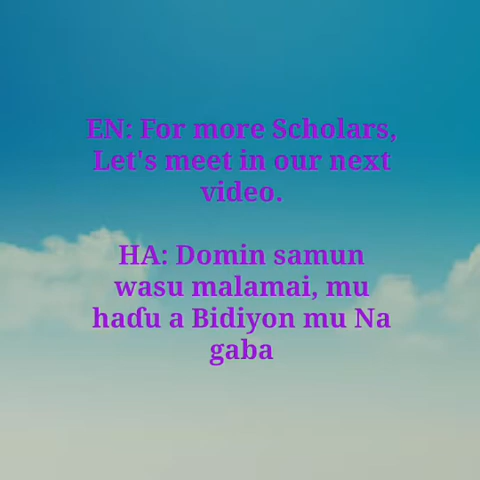 EN: For more Scholars,
Let's meet in our next
video.
HA: Domin samun
wasu malamai, mu
haɗu a Bidiyon mu Na
gaba